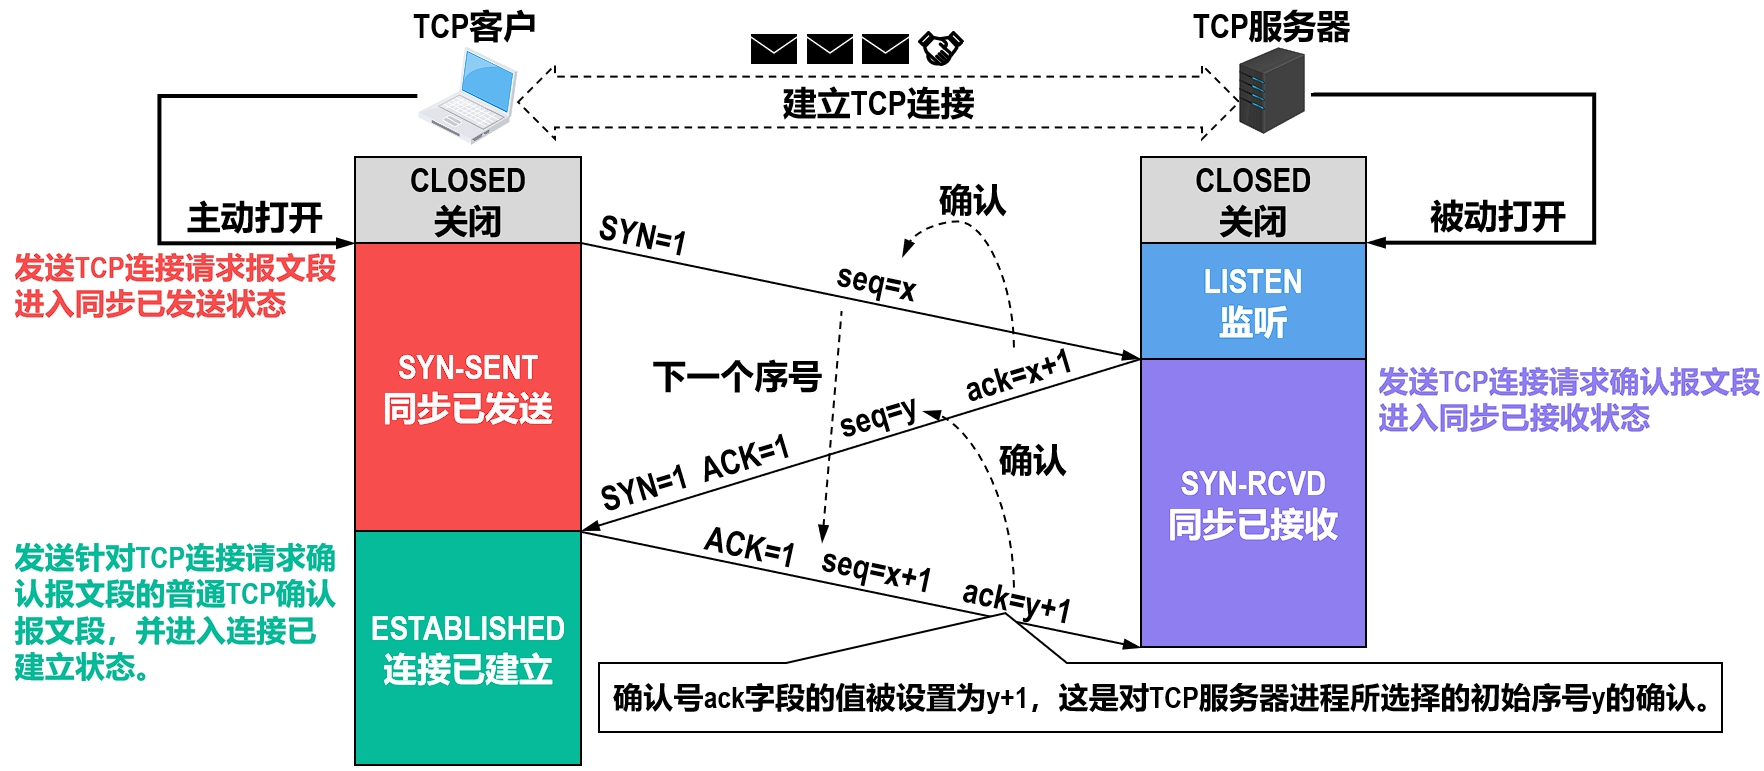 TCP客户
TCP服务器
建立TCP连接
CLOSED
关闭
CLOSED
关闭
主动打开
被动打开
发送TCP连接请求报文段
进入同步已发送状态
SYN=1
seq=x
确认
LISTEN
监听
SYN-SENT
同步已发送
下一个序号
ack=x+1
seq=y
SYN=1 ACK=1
确认
发送TCP连接请求确认报文段
进入同步已接收状态
SYN-RCVD
同步已接收
发送针对TCP连接请求确
认报文段的普通TCP确认
报文段，并进入连接已
建立状态。
ACK=1
seq=x+1
ack=y+1
ESTABLISHED
连接已建立
确认号ack字段的值被设置为y+1，这是对TCP服务器进程所选择的初始序号y的确认。